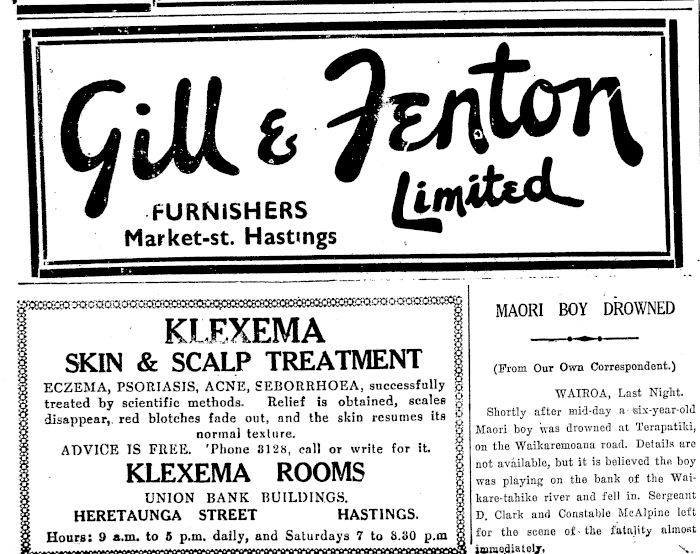 Gill & Fenton
Limited
FURNISHERS
Market-st. Hastings
KLEXEMA
SKIN & SCALP TREATMENT
ECZEMA, PSORIASIS, ACNE, SEBORRHOEA, successfully
treated by scientific methods. Relief is obtained, scales
disappear, red blotches fade out, and the skin resumes its
normal texture.
ADVICE IS FREE. 'Phone 3128, call or write for it.
KLEXEMA ROOMS
UNION BANK BUILDINGS.
HERETAUNGA STREET HASTINGS.
Hours: 9 a.m. to 5 p.m. daily, and Saturdays 7 to 8.30 p.m
MAORI BOY DROWNED
(From Our Own Correspondent.)
WAIROA, Last Night.
Shortly after mid-day a six-year-old
Maori boy was drowned at Terapatiki,
on the Waikaremoana road. Details are
not available, but it is believed the boy
was playing on the bank of the Wai-
kare-tahike river and fell in. Sergeant
D. Clark and Constable McAlpine left
for the scene of the fatality almost
immediately,